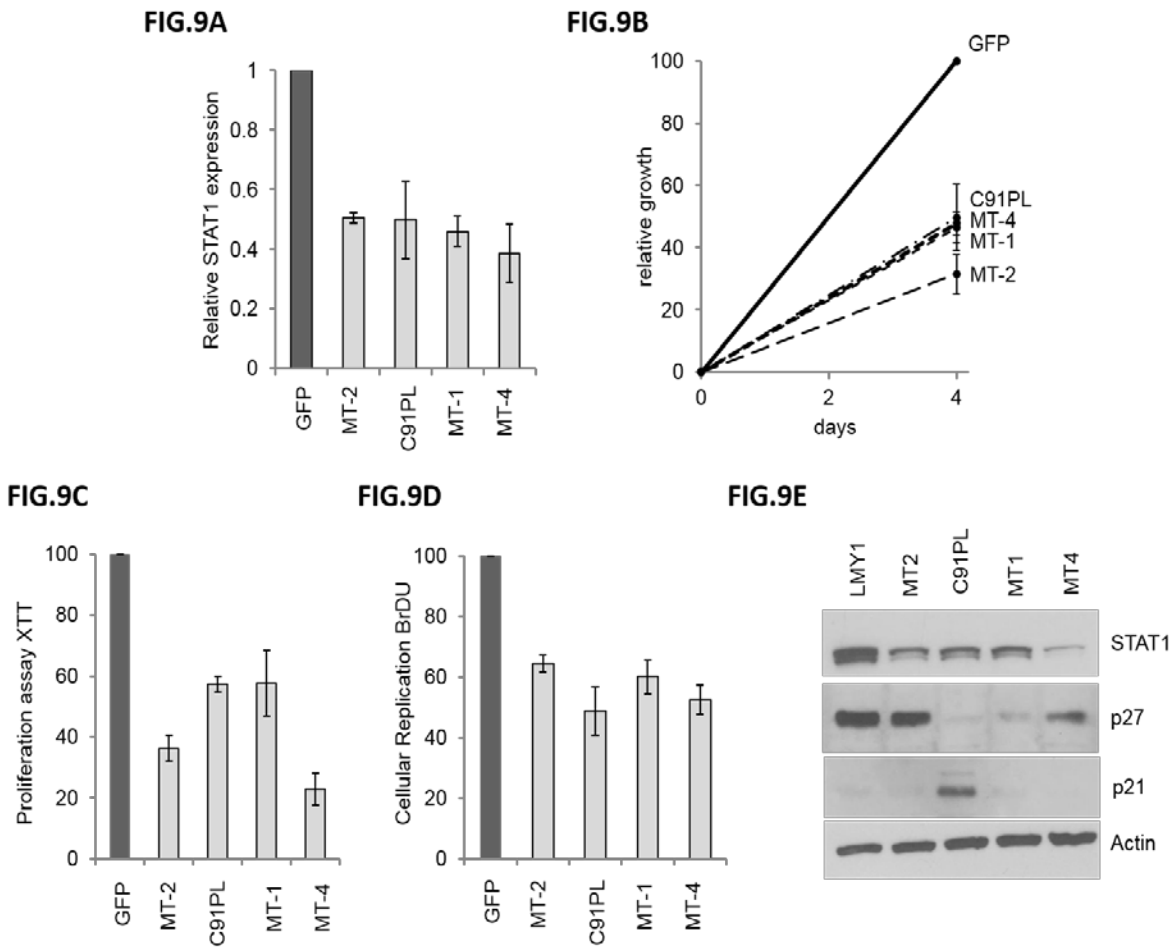 FIG.9A
Relative STAT1 expression
1
0.8
0.6
0.4
0.2
0
GFP
MT-2
C91PL
MT-1
MT-4
FIG.9B
relative growth
100
80
60
40
20
0
0
2
4
days
GFP
C91PL
MT-4
MT-1
MT-2
FIG.9C
Proliferation assay XTT
100
80
60
40
20
0
GFP
MT-2
C91PL
MT-1
MT-4
FIG.9D
Cellular Replication BrDU
100
80
60
40
20
0
GFP
MT-2
C91PL
MT-1
MT-4
FIG.9E
LMY1
MT2
C91PL
MT1
MT4
STAT1
p27
p21
Actin